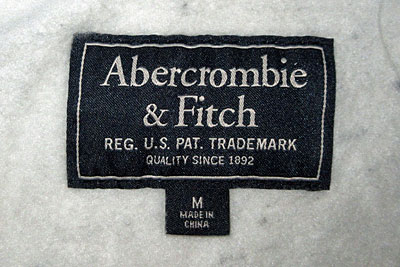 Abercrombie
& Fitch
REG. U.S. PAT. TRADEMARK
QUALITY SINCE 1892
M
MADE IN
CHINA